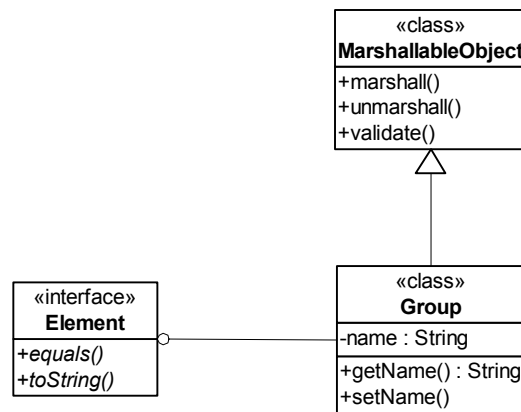 «class»
MarshallableObject
+marshall()
+unmarshall()
+validate()
«interface»
Element
+equals()
+toString()
«class»
Group
-name : String
+getName() : String
+setName()